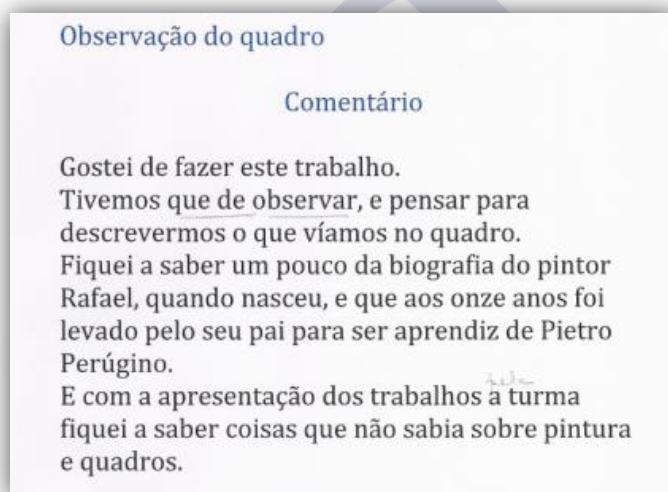 Observação do quadro
Comentário
Gostei de fazer este trabalho.
Tivemos que de observar, e pensar para
descrevermos o que víamos no quadro.
Fiquei a saber um pouco da biografia do pintor
Rafael, quando nasceu, e que aos onze anos foi
levado pelo seu pai para ser aprendiz de Pietro
Perúgino.
pela
E com a apresentação dos trabalhos a turma
fiquei a saber coisas que não sabia sobre pintura
e quadros.